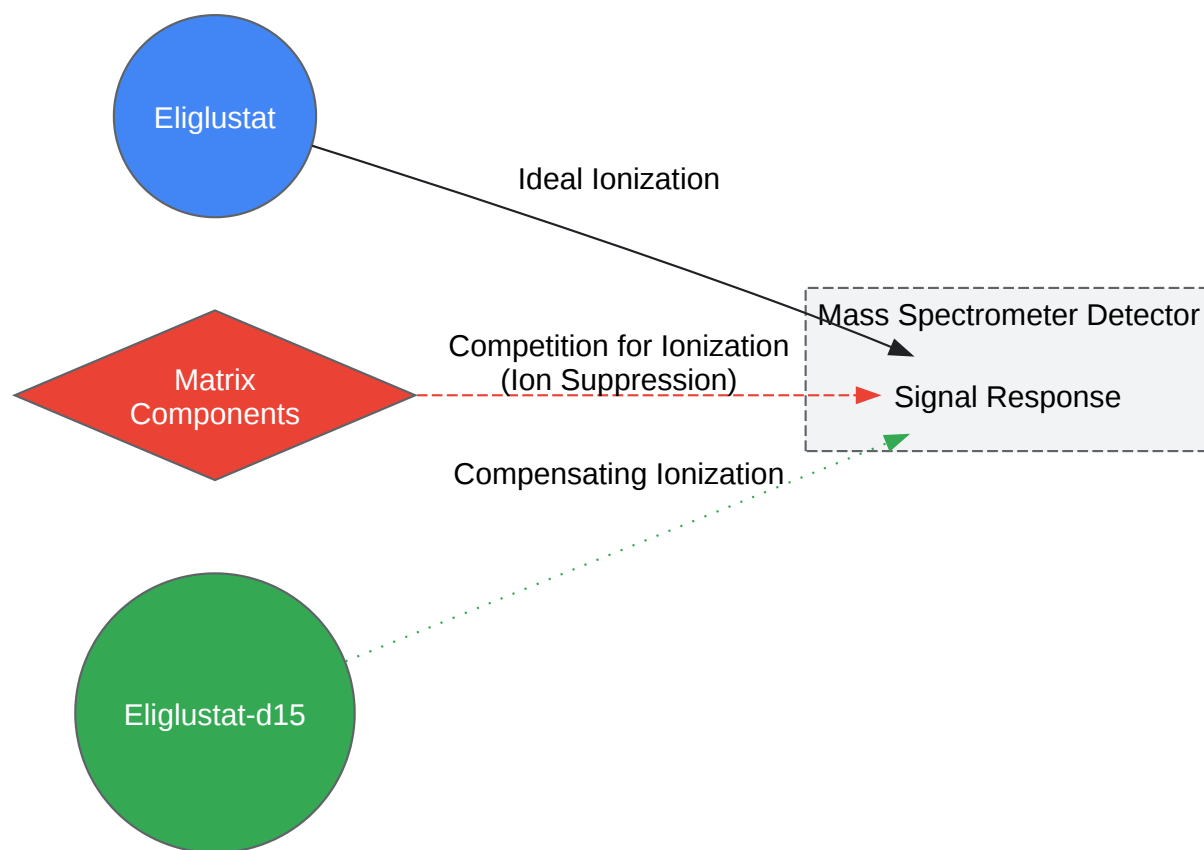 Eliglustat
Ideal Ionization
Mass Spectrometer Detector
Competition for Ionization
(Ion Suppression)
Matrix
Components
Signal Response
Compensating Ionization
Eliglustat-d15